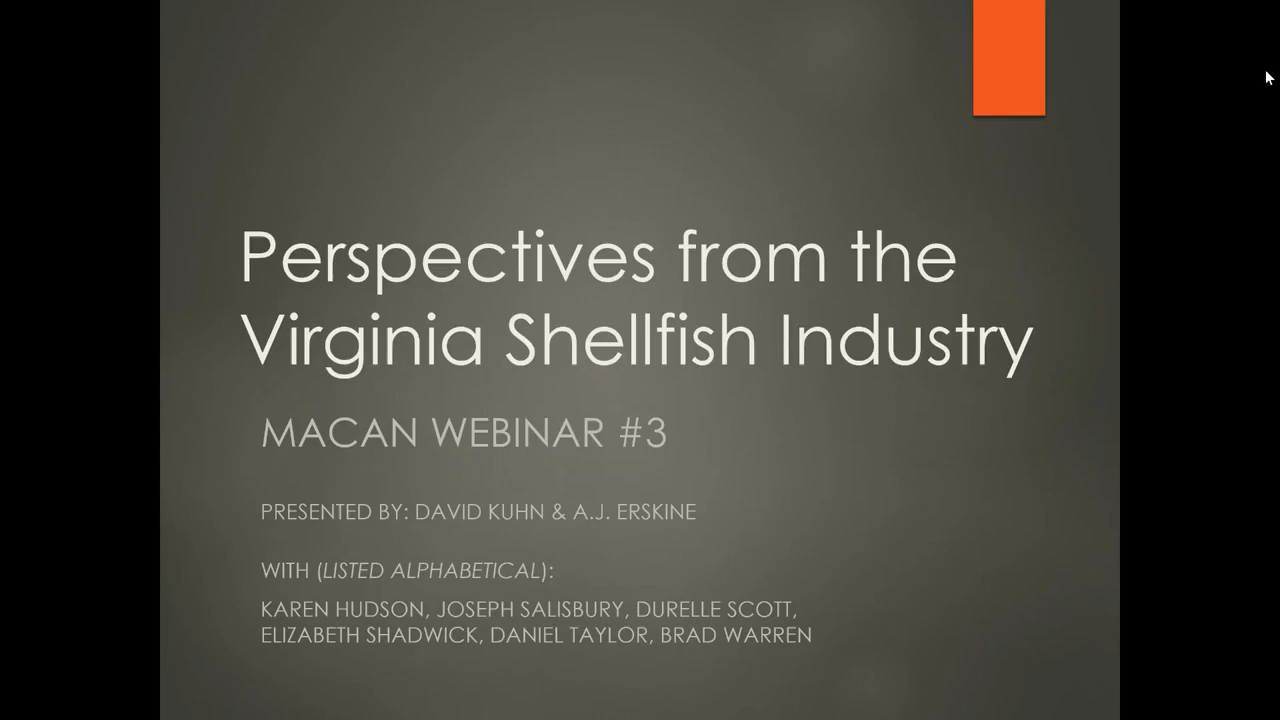 Perspectives from the
Virginia Shellfish Industry
MACAN WEBINAR #3
PRESENTED BY: DAVID KUHN & A.J. ERSKINE
WITH (LISTED ALPHABETICAL):
KAREN HUDSON, JOSEPH SALISBURY, DURELLE SCOTT,
ELIZABETH SHADWICK, DANIEL TAYLOR, BRAD WARREN